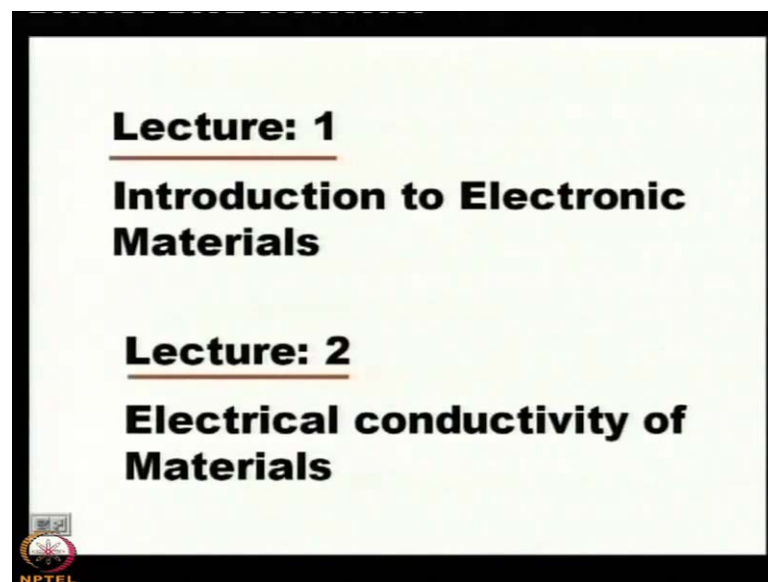 Lecture: 1
Introduction to Electronic
Materials
Lecture: 2
Electrical conductivity of
Materials
NPTEL